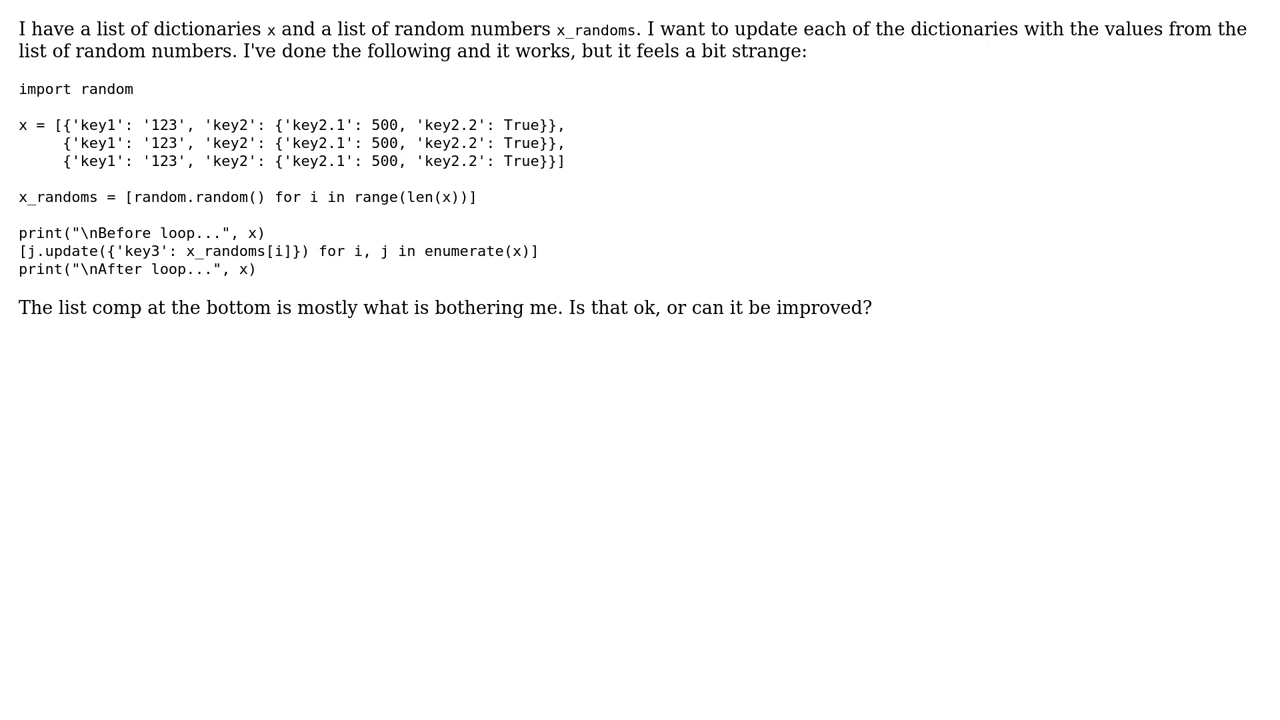 I have a list of dictionaries x and a list of random numbers x_randoms. I want to update each of the dictionaries with the values from the
list of random numbers. I've done the following and it works, but it feels a bit strange:
import random
x = [{'key1': '123', 'key2': {'key2.1': 500, 'key2.2': True}},
     {'key1': '123', 'key2': {'key2.1': 500, 'key2.2': True}},
     {'key1': '123', 'key2': {'key2.1': 500, 'key2.2': True}}]
x_randoms = [random.random() for i in range(len(x))]
print("\nBefore loop...", x)
[j.update({'key3': x_randoms[i]}) for i, j in enumerate(x)]
print("\nAfter loop...", x)
The list comp at the bottom is mostly what is bothering me. Is that ok, or can it be improved?